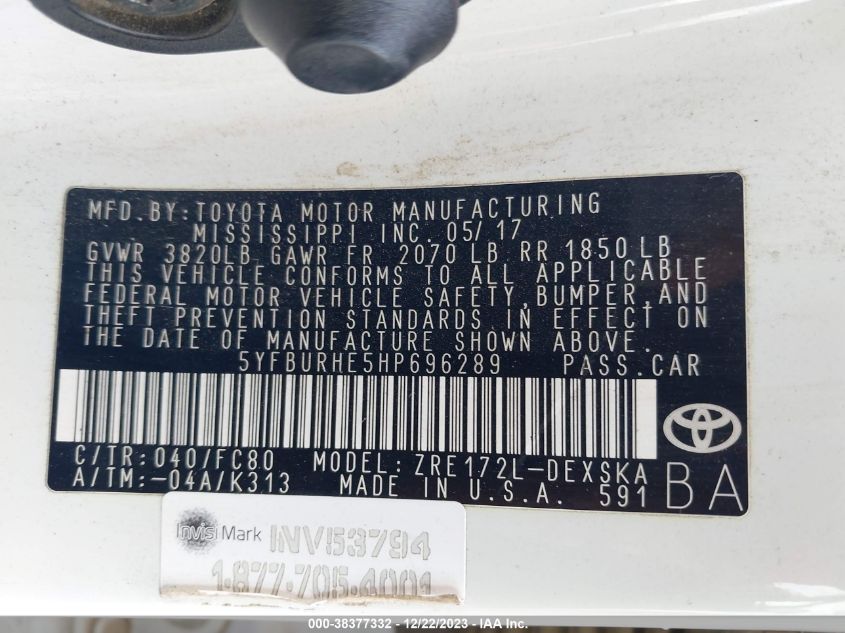 MFD.BY:TOYOTA MOTOR MANUFACTURING
MISSISSIPPI INC. 05/17
GVWR 3820LB GAWR FR 2070 LB RR 1850 LB
THIS VEHICLE CONFORMS TO ALL APPLICABLE
FEDERAL MOTOR VEHICLE SAFETY,BUMPER,AND
THEFT PREVENTION STANDARDS IN EFFECT ON
THE DATE OF MANUFACTURE SHOWN ABOVE.
5YFBURHE5HP696289 PASS.CAR
C/TR: 040/FC80 MODEL: ZRE172L-DEXSKA
A/TM:-04A/K313 MADE IN U.S.A. 591
BA
Invisi Mark INV53794
1-877-705-4001
000-38377332 - 12/22/2023 - IAA Inc.